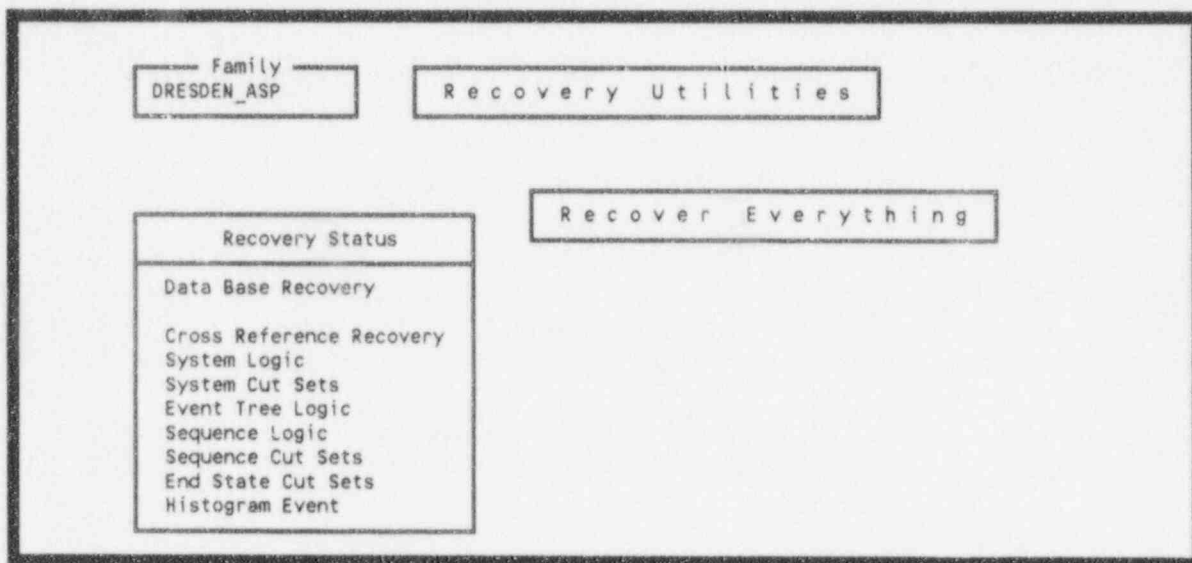 Family
DRESDEN_ASP
Recovery Utilities
Recover Everything
Recovery Status
Data Base Recovery
Cross Reference Recovery
System Logic
System Cut Sets
Event Tree Logic
Sequence Logic
Sequence Cut Sets
End State Cut Sets
Histogram Event